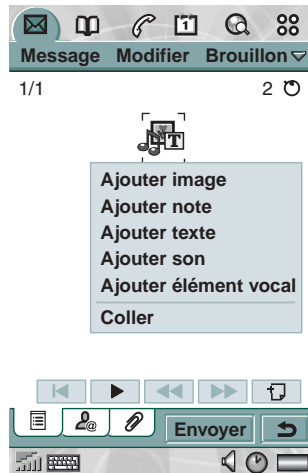 Message Modifier Brouillon
1/1 2
T
Ajouter image
Ajouter note
Ajouter texte
Ajouter son
Ajouter élément vocal
Coller
Envoyer